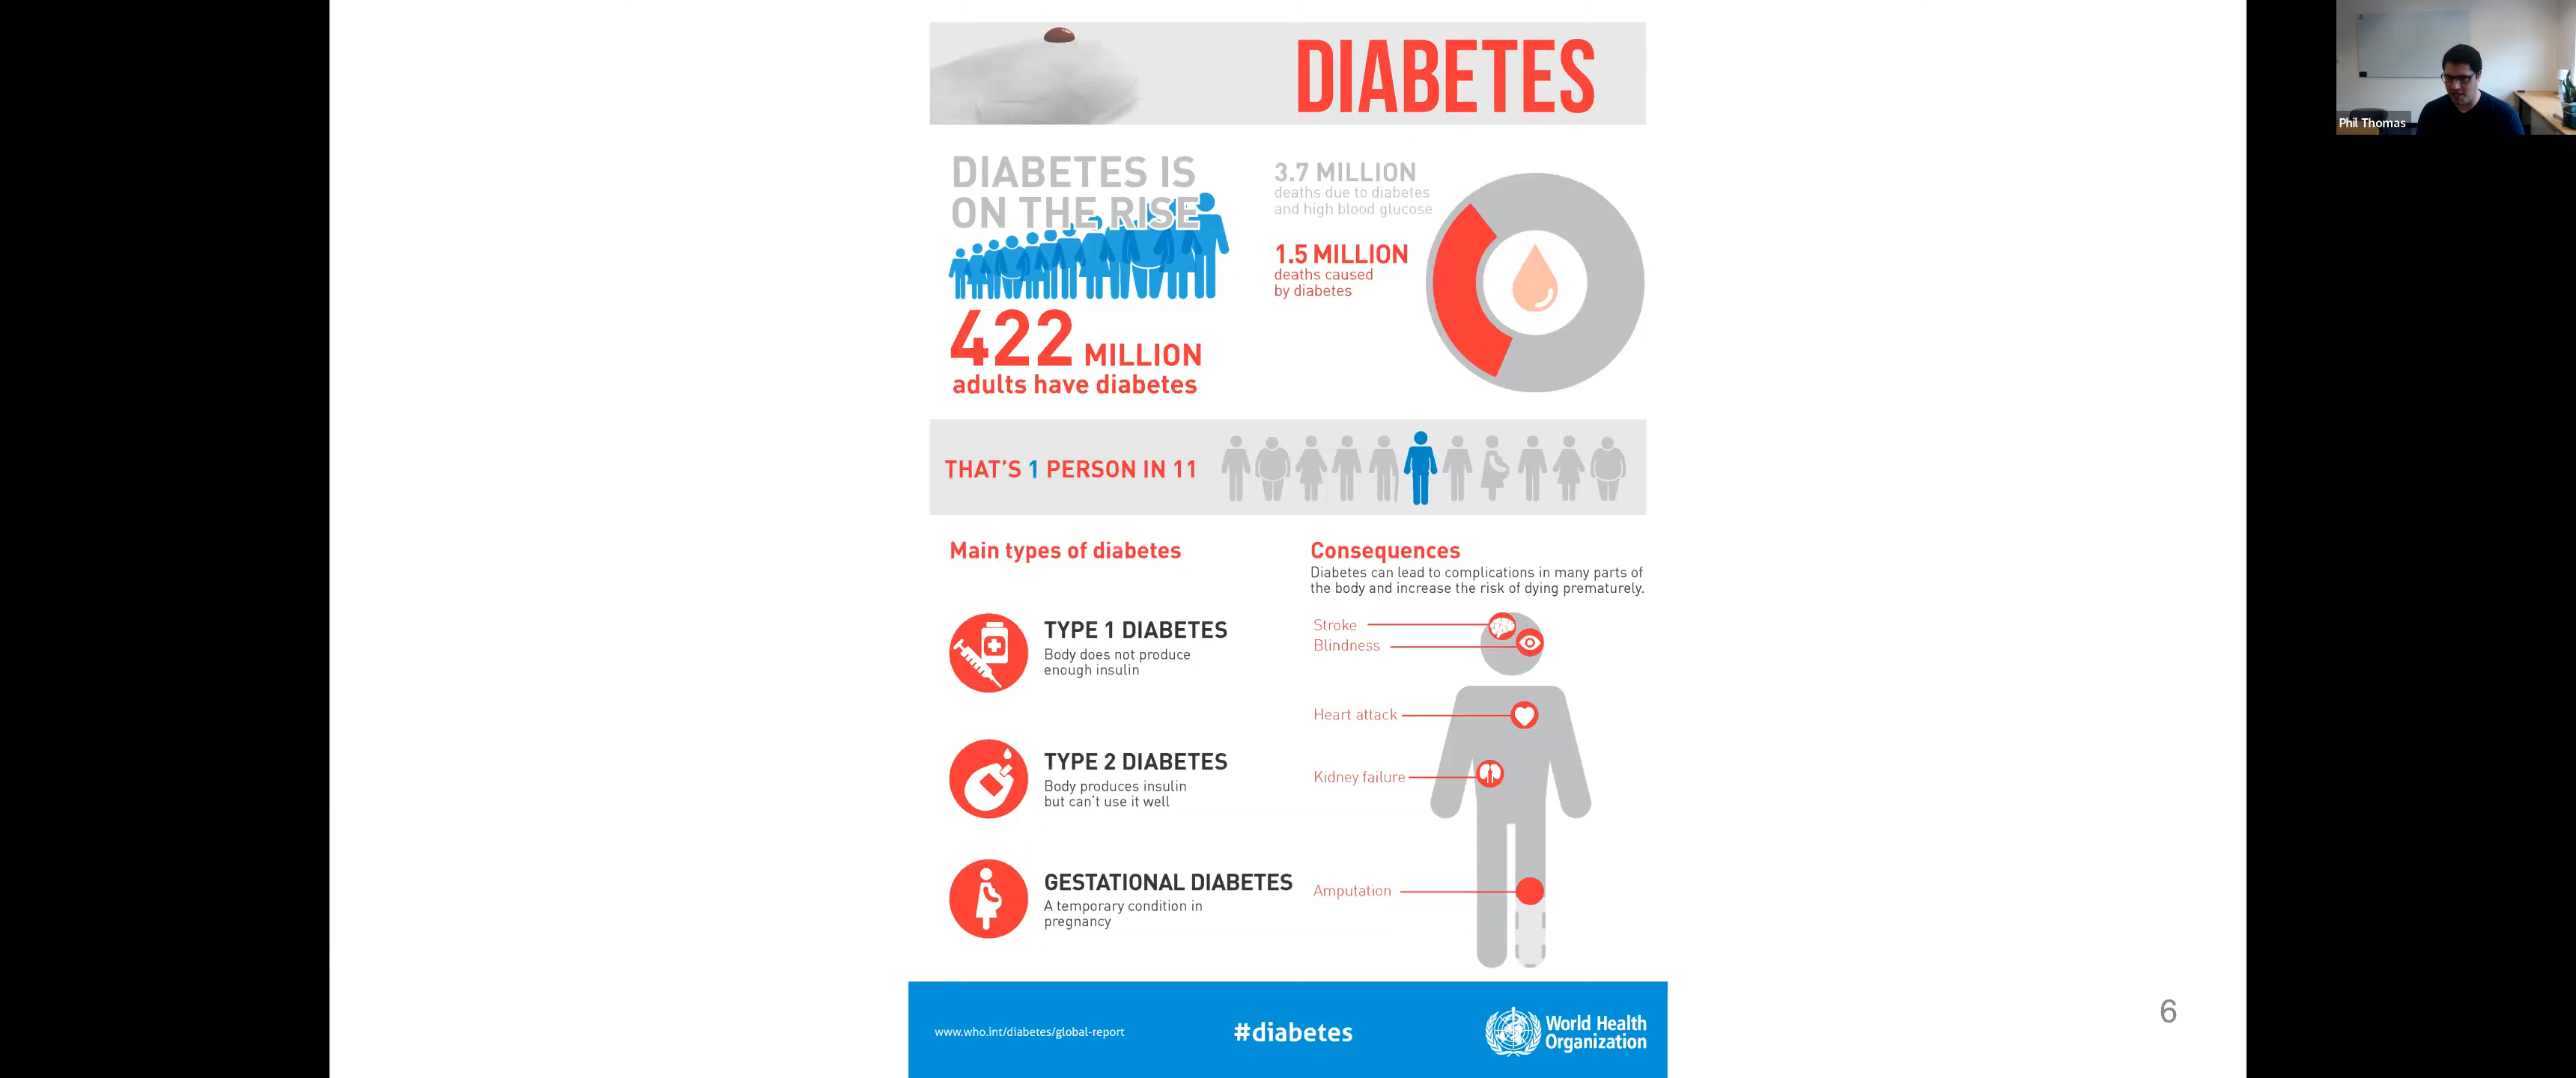 DIABETES
DIABETES IS
ON THE RISE
422 MILLION
adults have diabetes
3.7 MILLION
deaths due to diabetes
and high blood glucose
1.5 MILLION
deaths caused
by diabetes
THAT'S 1 PERSON IN 11
Main types of diabetes
TYPE 1 DIABETES
Body does not produce
enough insulin
TYPE 2 DIABETES
Body produces insulin
but can't use it well
GESTATIONAL DIABETES
A temporary condition in
pregnancy
Consequences
Diabetes can lead to complications in many parts of
the body and increase the risk of dying prematurely.
Stroke
Blindness
Heart attack
Kidney failure
Amputation
www.who.int/diabetes/global-report
#diabetes
World Health
Organization
6
Phil Thomas